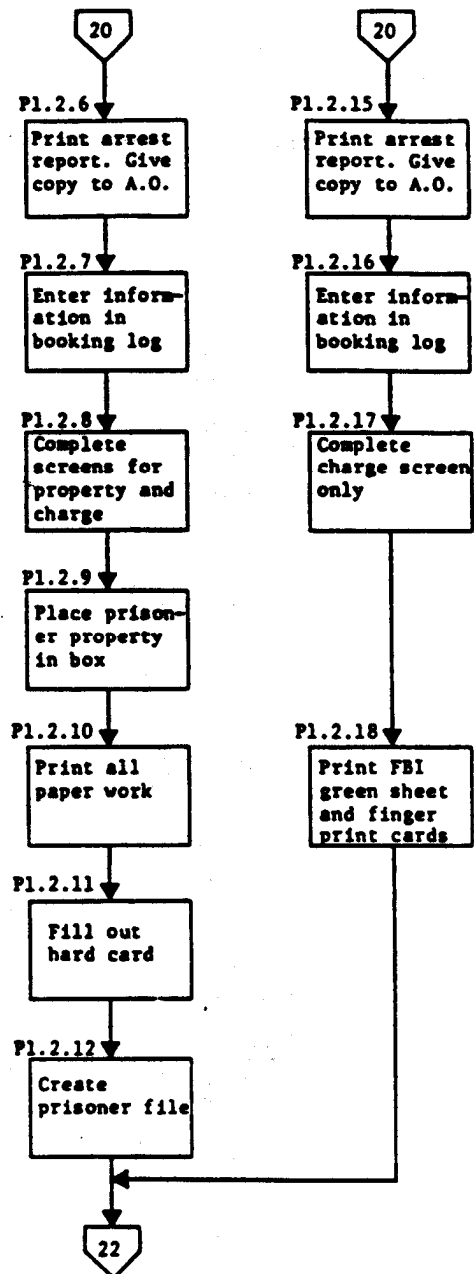 20
P1.2.6
Print arrest
report. Give
copy to A.O.
P1.2.7
Enter inform-
ation in
booking log
P1.2.8
Complete
screens for
property and
charge
P1.2.9
Place prison-
er property
in box
P1.2.10
Print all
paper work
P1.2.11
Fill out
hard card
P1.2.12
Create
prisoner file
22
20
P1.2.15
Print arrest
report. Give
copy to A.O.
P1.2.16
Enter inform-
ation in
booking log
P1.2.17
Complete
charge screen
only
P1.2.18
Print FBI
green sheet
and finger
print cards